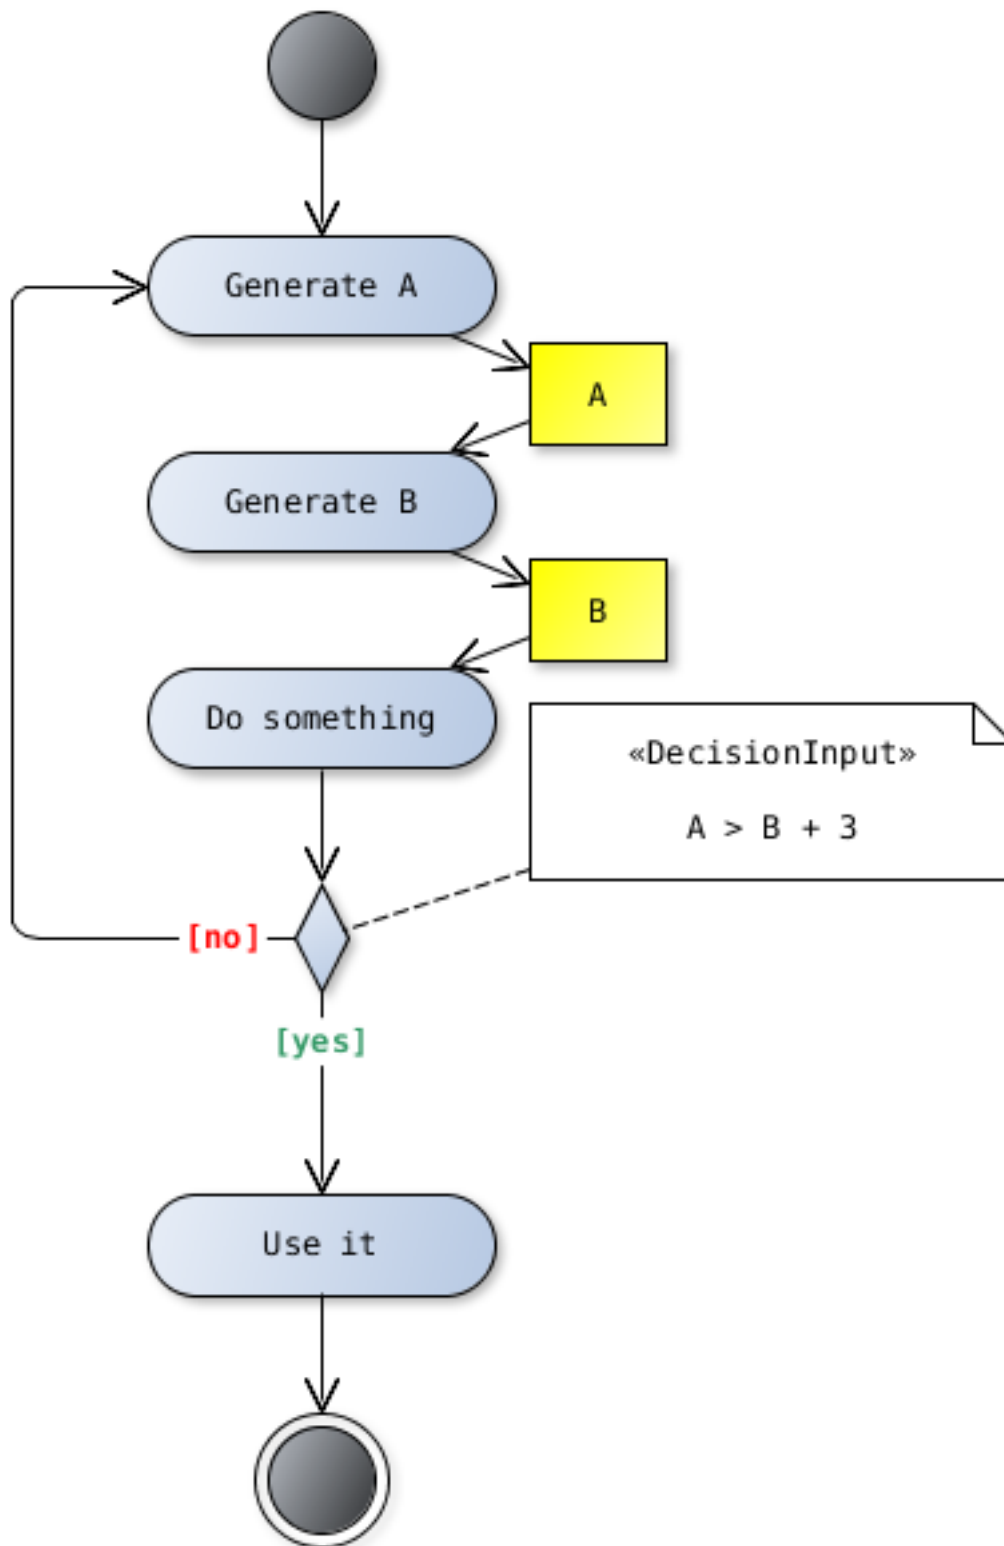 Generate A
A
Generate B
B
Do something
«DecisionInput»
A > B + 3
[no]
[yes]
Use it